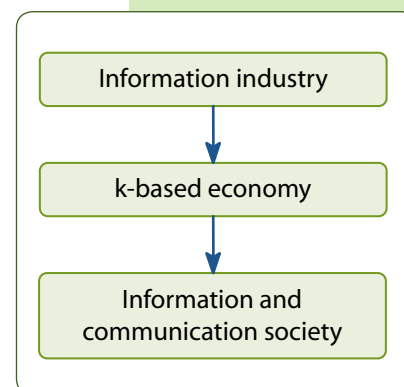 Information industry
k-based economy
Information and
communication society